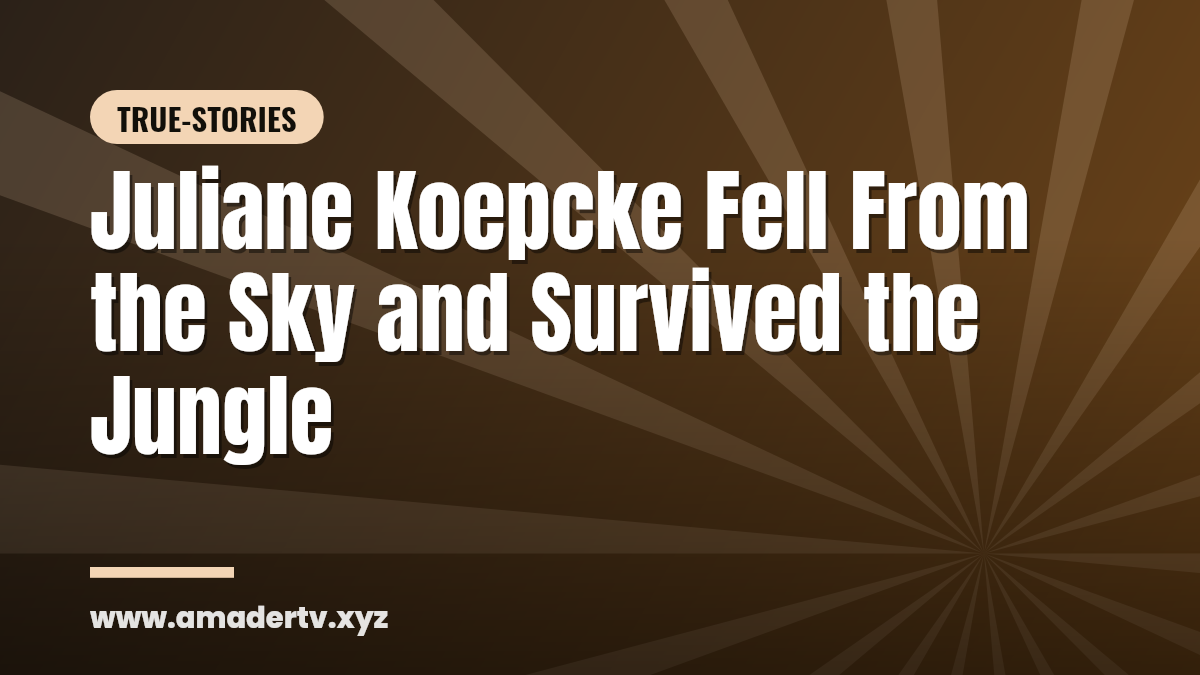 TRUE-STORIES
Juliane Koepcke Fell From
the Sky and Survived the
Jungle
www.amadertv.xyz